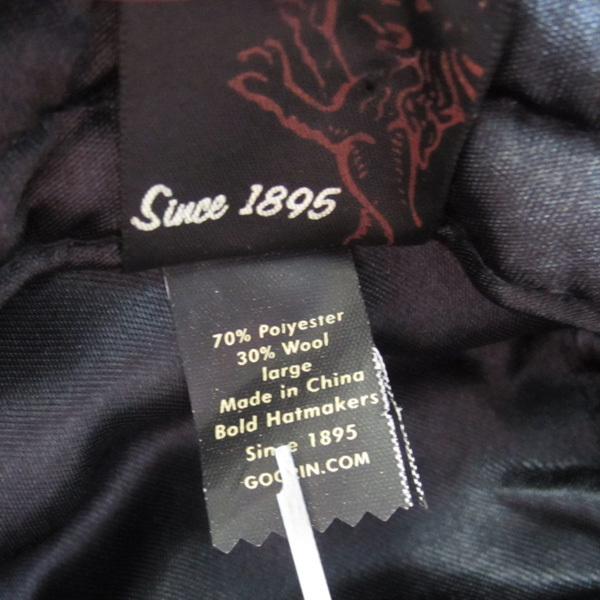 Since 1895
70% Polyester
30% Wool
large
Made in China
Bold Hatmakers
Since 1895
GOORIN.COM